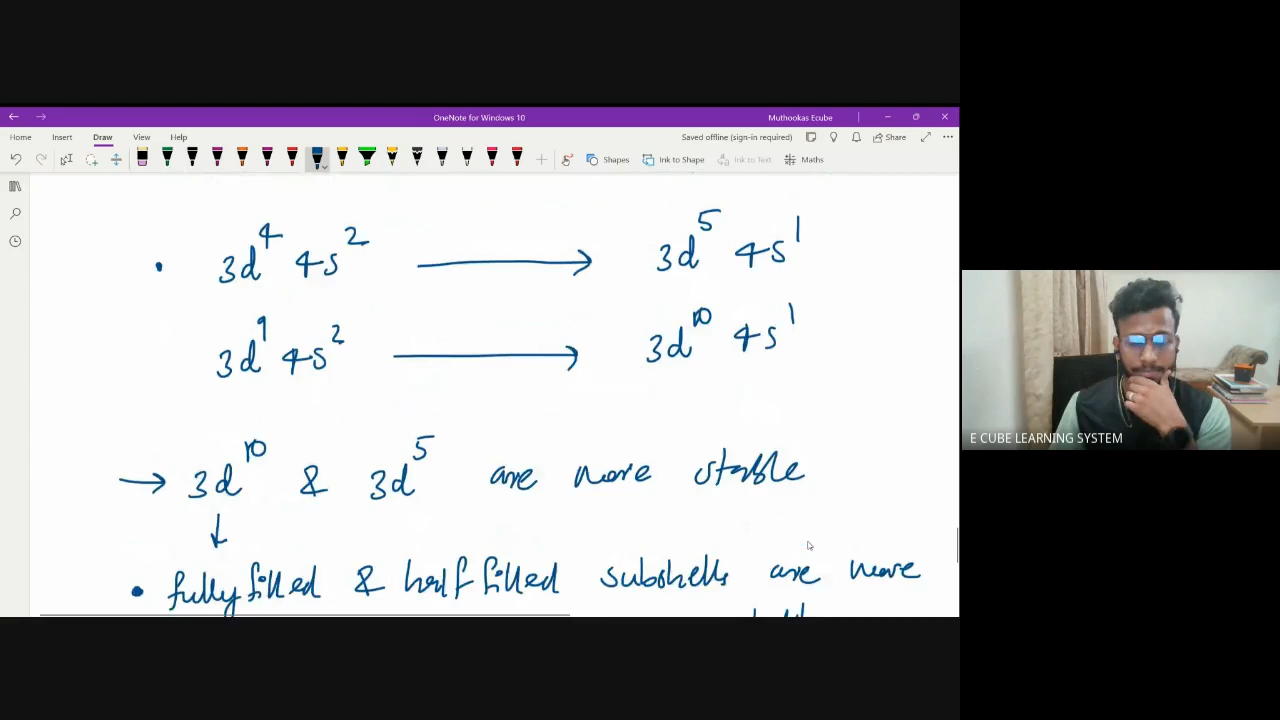 OneNote for Windows 10
Muthookas Ecube
Home Insert Draw View Help
Saved offline (sign-in required)
Share
Shapes
Ink to Shape
Ink to Text
Maths
• 3d⁴ 4s² → 3d⁵ 4s¹
3d⁹ 4s² → 3d¹⁰ 4s¹
→ 3d¹⁰ & 3d⁵ are more stable
↓
• fully filled & half filled subshells are more
E CUBE LEARNING SYSTEM